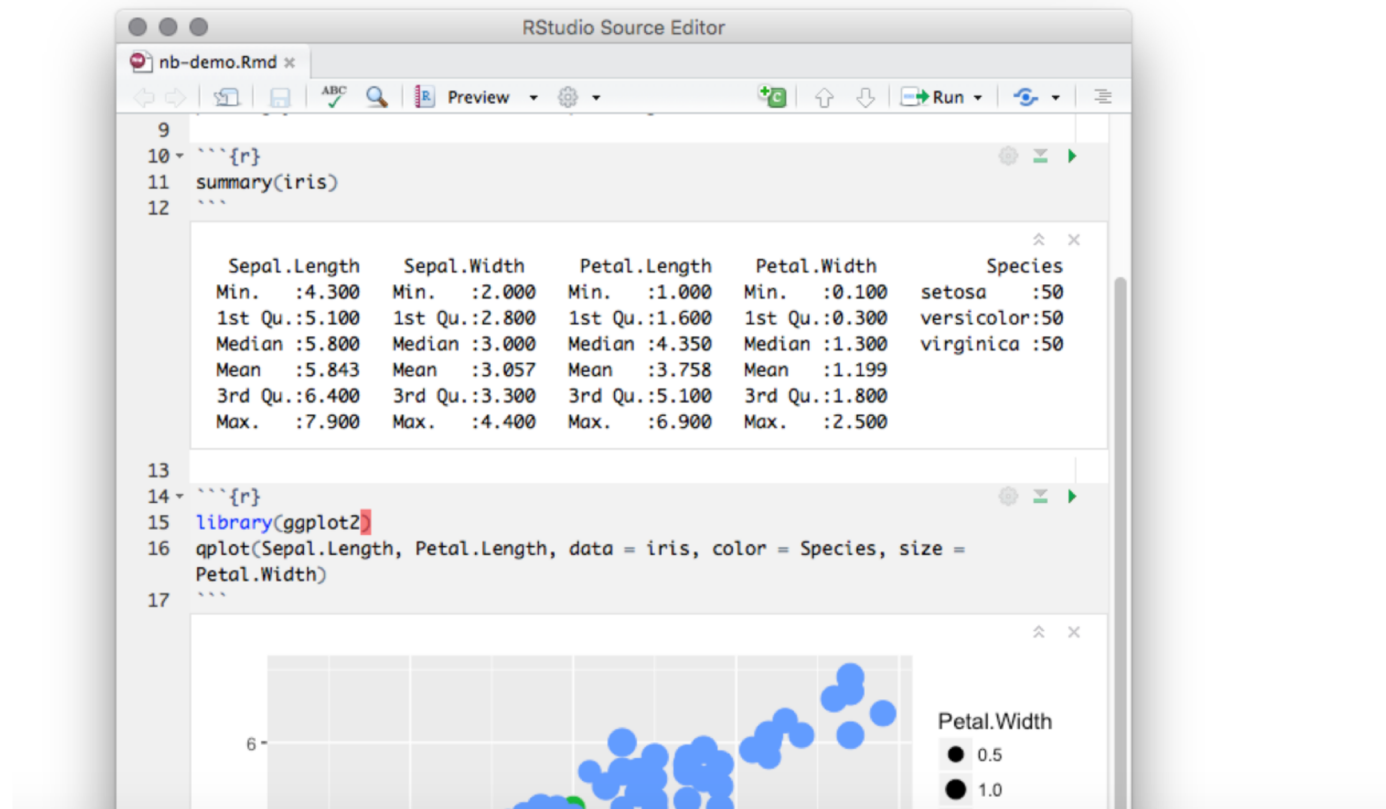 RStudio Source Editor
nb-demo.Rmd
ABC Preview Run
9
10 ```{r}
11 summary(iris)
12 ```
Sepal.Length Sepal.Width Petal.Length Petal.Width Species
Min. :4.300 Min. :2.000 Min. :1.000 Min. :0.100 setosa :50
1st Qu.:5.100 1st Qu.:2.800 1st Qu.:1.600 1st Qu.:0.300 versicolor:50
Median :5.800 Median :3.000 Median :4.350 Median :1.300 virginica :50
Mean :5.843 Mean :3.057 Mean :3.758 Mean :1.199
3rd Qu.:6.400 3rd Qu.:3.300 3rd Qu.:5.100 3rd Qu.:1.800
Max. :7.900 Max. :4.400 Max. :6.900 Max. :2.500
13
14 ```{r}
15 library(ggplot2)
16 qplot(Sepal.Length, Petal.Length, data = iris, color = Species, size =
Petal.Width)
17 ```
Petal.Width
6
0.5
1.0